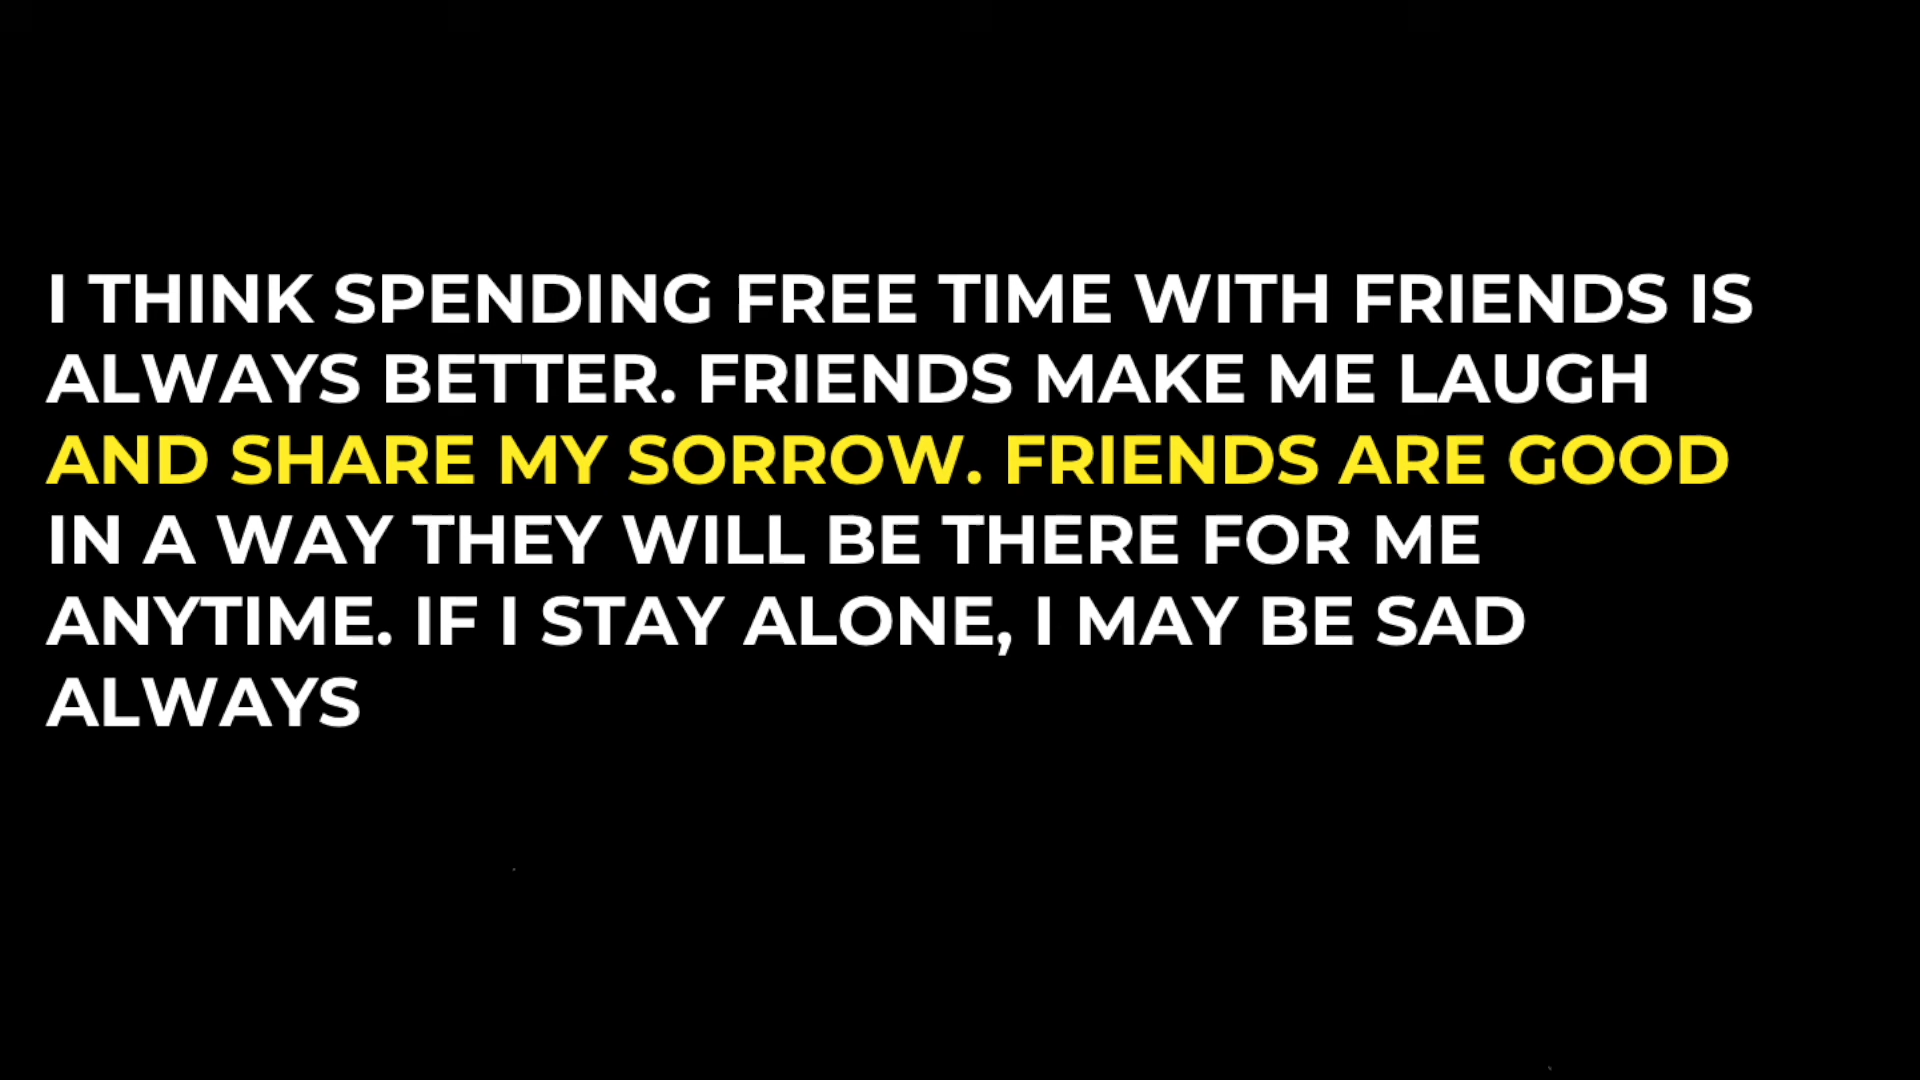 I THINK SPENDING FREE TIME WITH FRIENDS IS
ALWAYS BETTER. FRIENDS MAKE ME LAUGH
AND SHARE MY SORROW. FRIENDS ARE GOOD
IN A WAY THEY WILL BE THERE FOR ME
ANYTIME. IF I STAY ALONE, I MAY BE SAD
ALWAYS